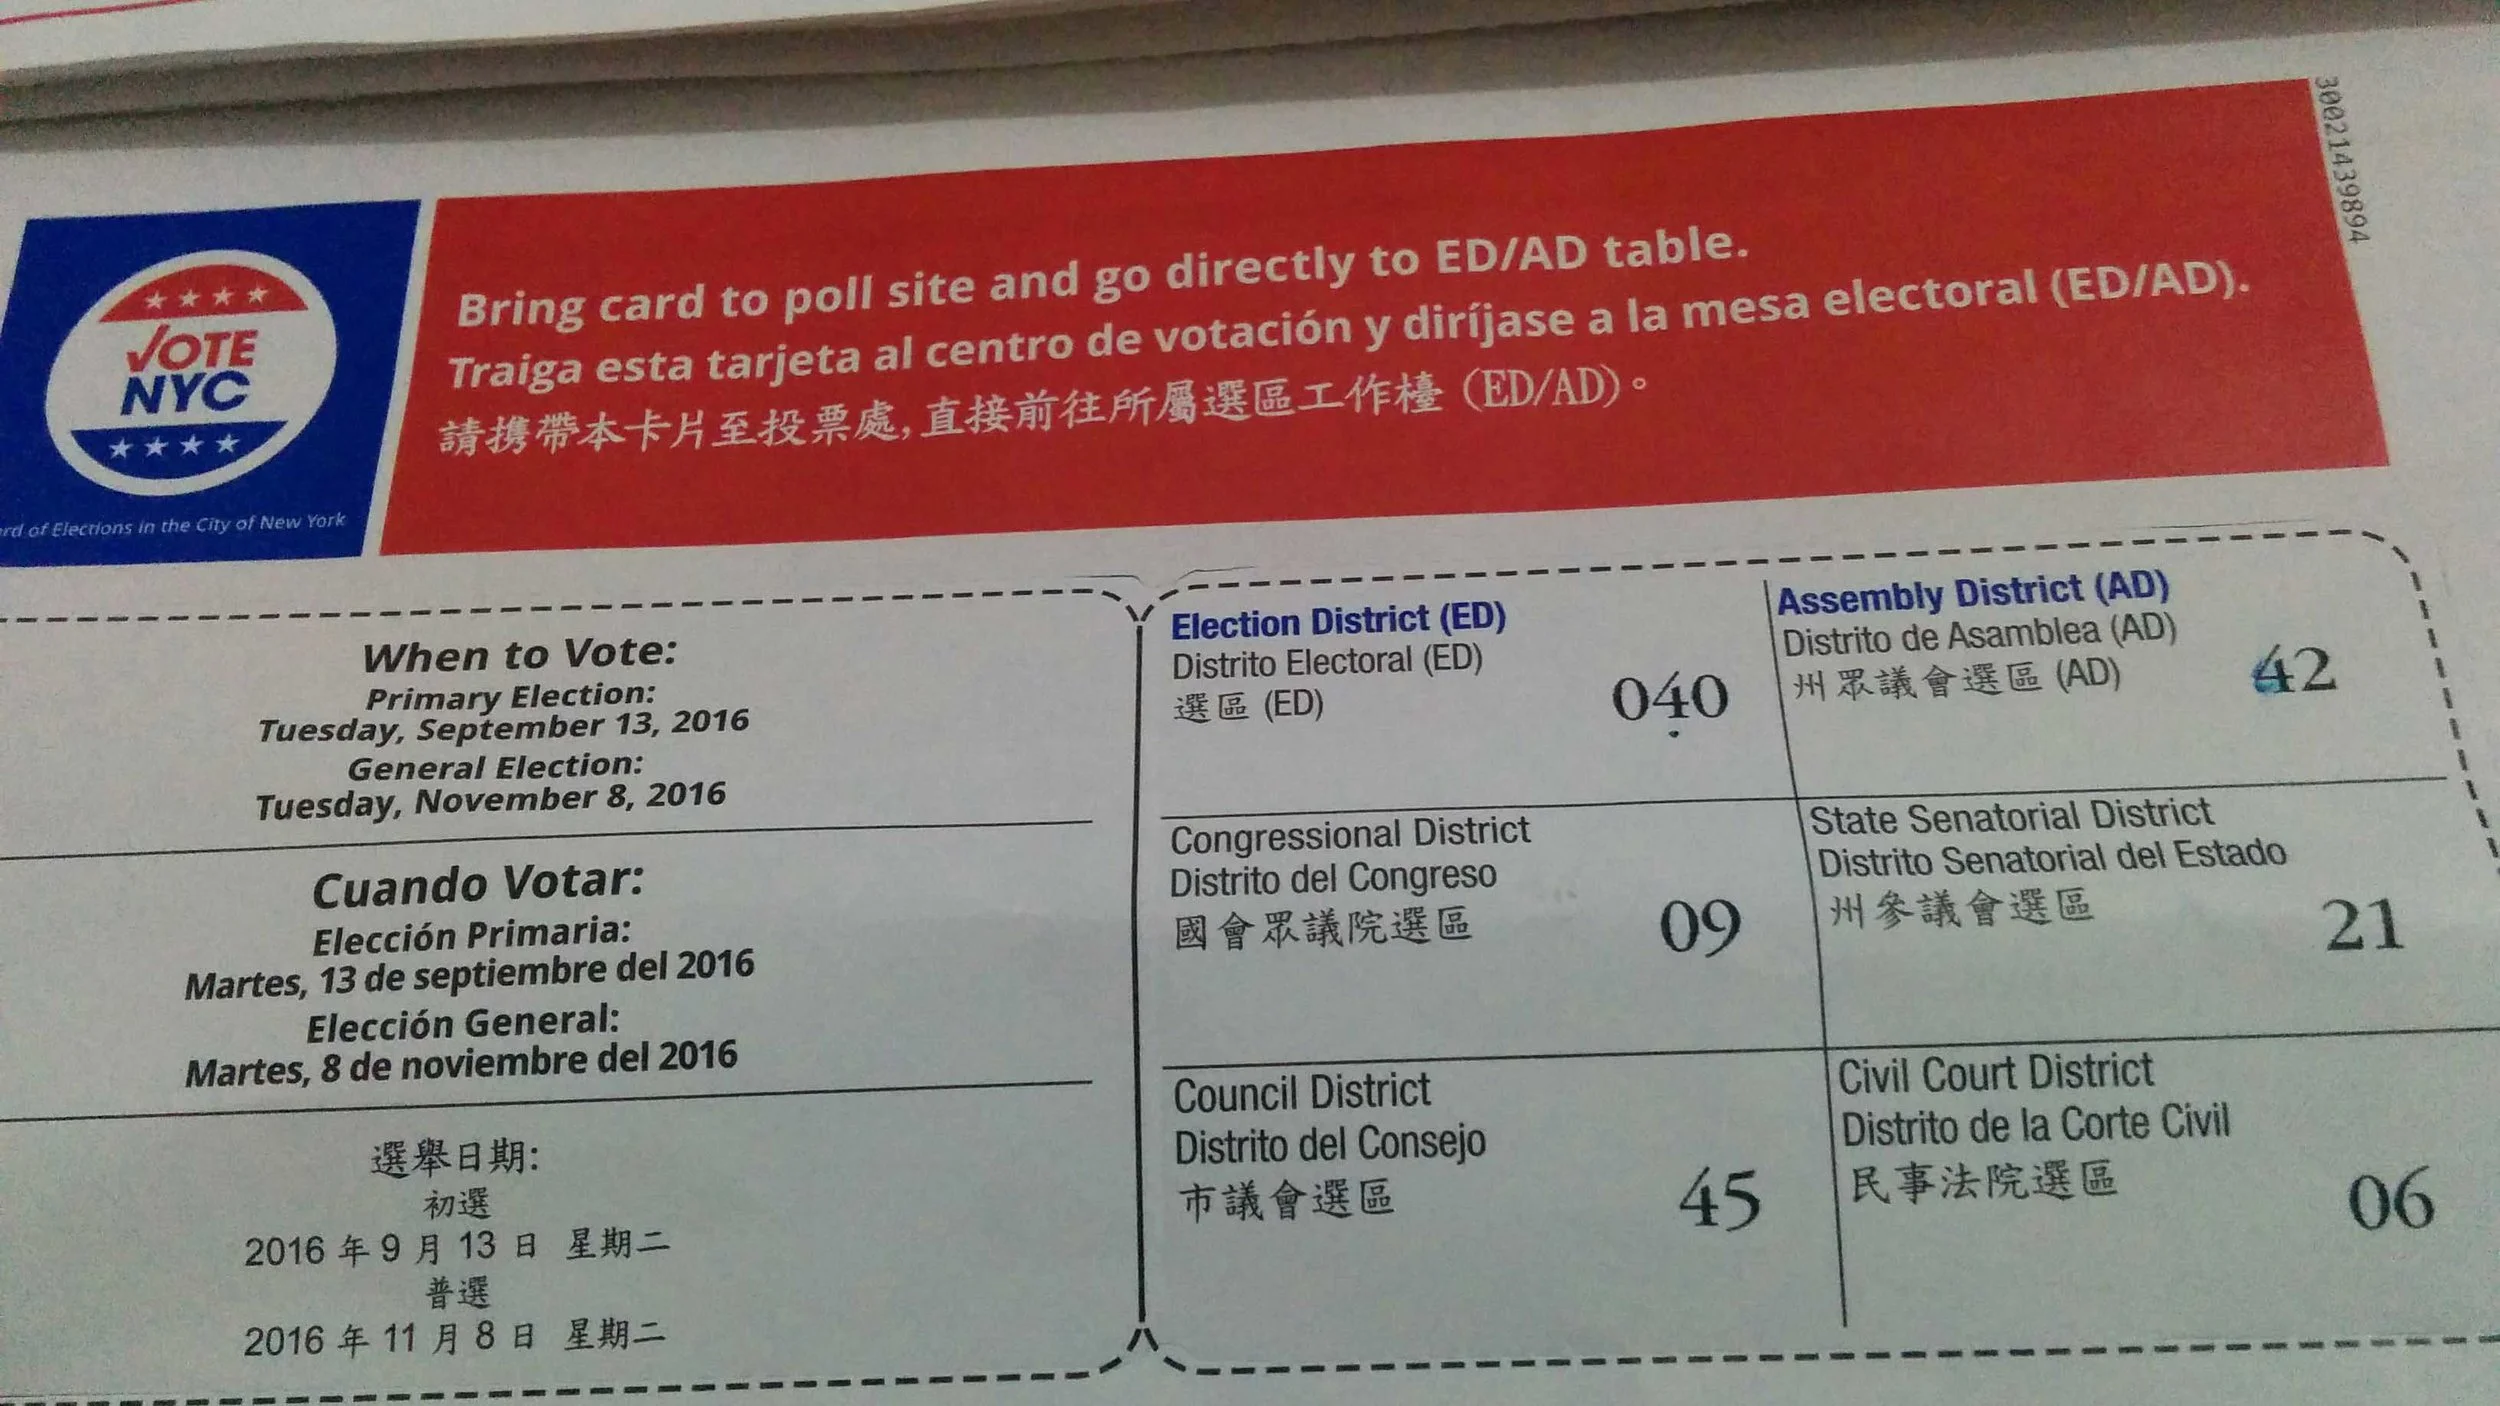 300214398​94
VOTE
NYC
of Elections in the City of New York
Bring card to poll site and go directly to ED/AD table.
Traiga esta tarjeta al centro de votación y diríjase a la mesa electoral (ED/AD).
請携帶本卡片至投票處,直接前往所屬選區工作檯 (ED/AD)。
When to Vote:
Primary Election:
Tuesday, September 13, 2016
General Election:
Tuesday, November 8, 2016
Cuando Votar:
Elección Primaria:
Martes, 13 de septiembre del 2016
Elección General:
Martes, 8 de noviembre del 2016
選舉日期:
初選
2016 年 9 月 13 日 星期二
普選
2016 年 11 月 8 日 星期二
Election District (ED)
Distrito Electoral (ED)
選區 (ED)
040
Assembly District (AD)
Distrito de Asamblea (AD)
州眾議會選區 (AD)
42
Congressional District
Distrito del Congreso
國會眾議院選區
09
State Senatorial District
Distrito Senatorial del Estado
州參議會選區
21
Council District
Distrito del Consejo
市議會選區
45
Civil Court District
Distrito de la Corte Civil
民事法院選區
06